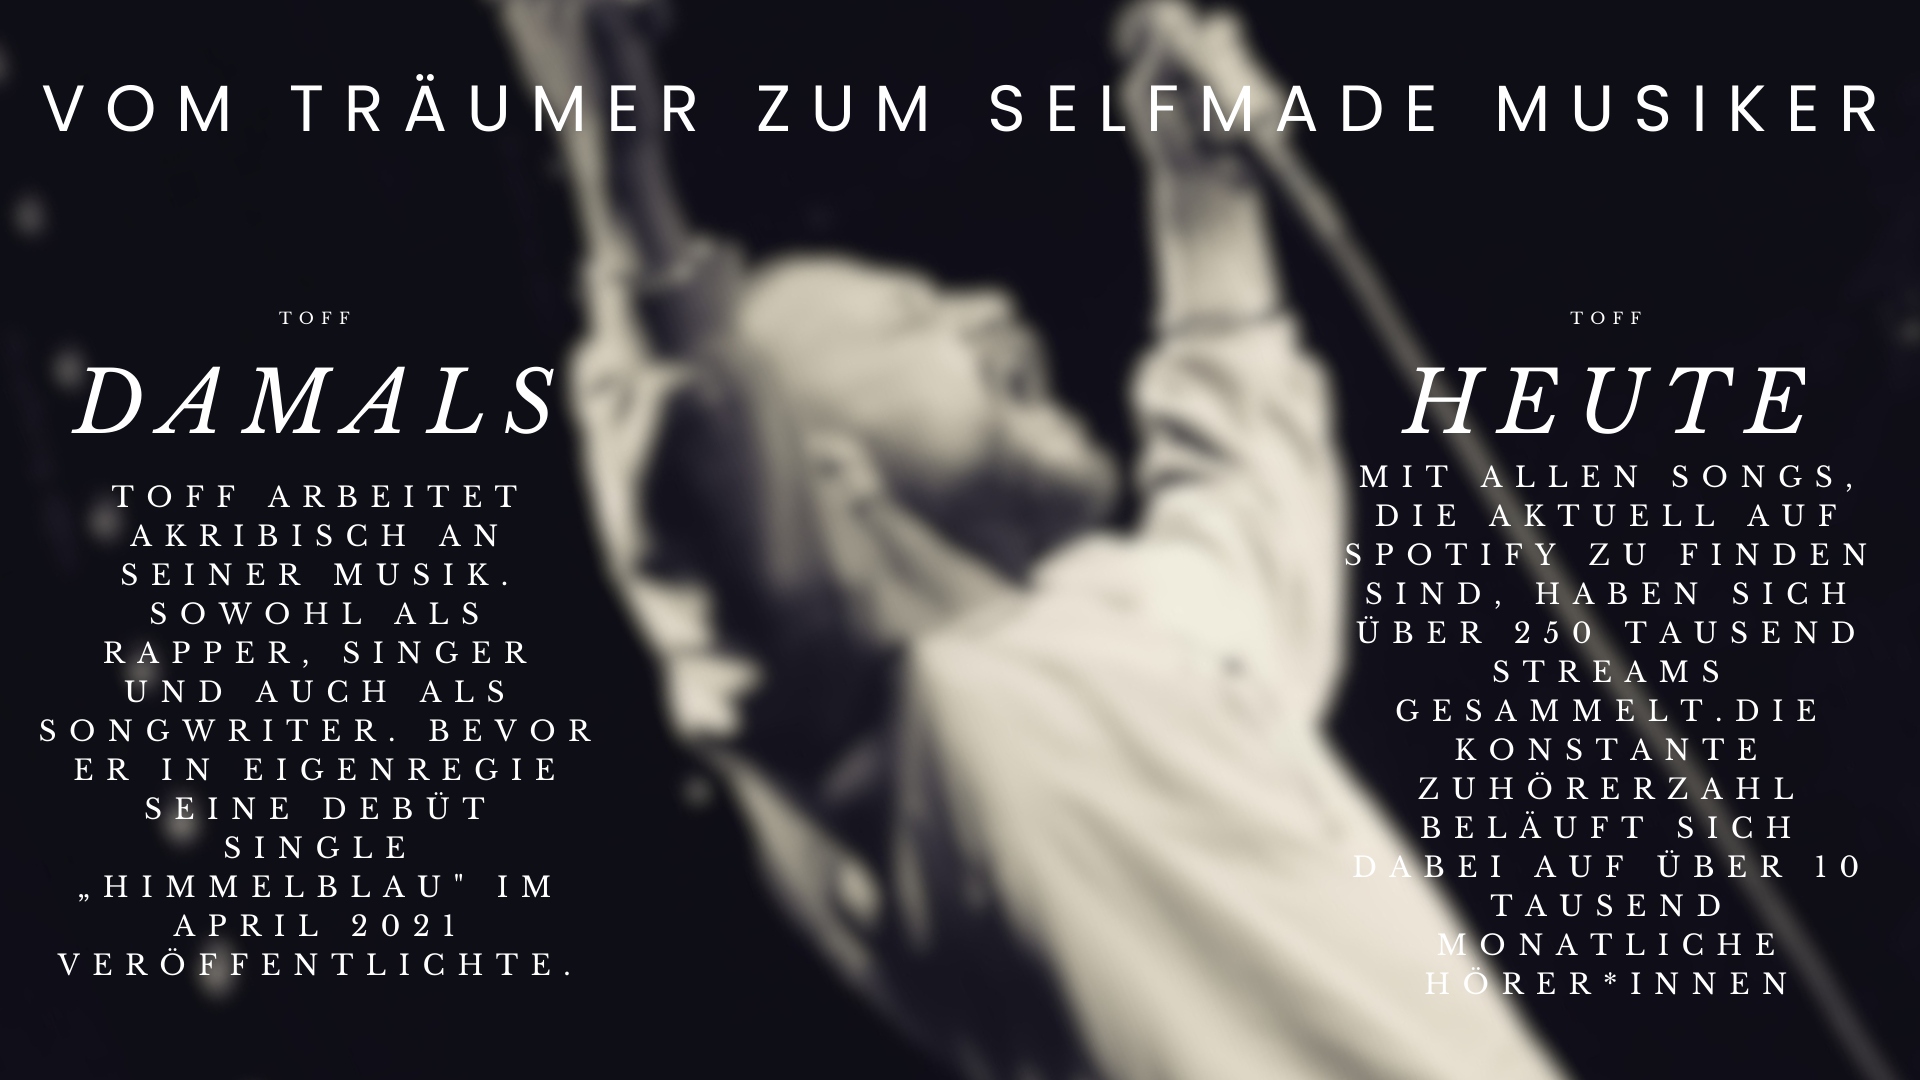 VOM TRÄUMER ZUM SELFMADE MUSIKER
TOFF
DAMALS
TOFF ARBEITET
AKRIBISCH AN
SEINER MUSIK.
SOWOHL ALS
RAPPER, SINGER
UND AUCH ALS
SONGWRITER. BEVOR
ER IN EIGENREGIE
SEINE DEBÜT
SINGLE
„HIMMELBLAU" IM
APRIL 2021
VERÖFFENTLICHTE.
TOFF
HEUTE
MIT ALLEN SONGS,
DIE AKTUELL AUF
SPOTIFY ZU FINDEN
SIND, HABEN SICH
ÜBER 250 TAUSEND
STREAMS
GESAMMELT.DIE
KONSTANTE
ZUHÖRERZAHL
BELÄUFT SICH
DABEI AUF ÜBER 10
TAUSEND
MONATLICHE
HÖRER*INNEN